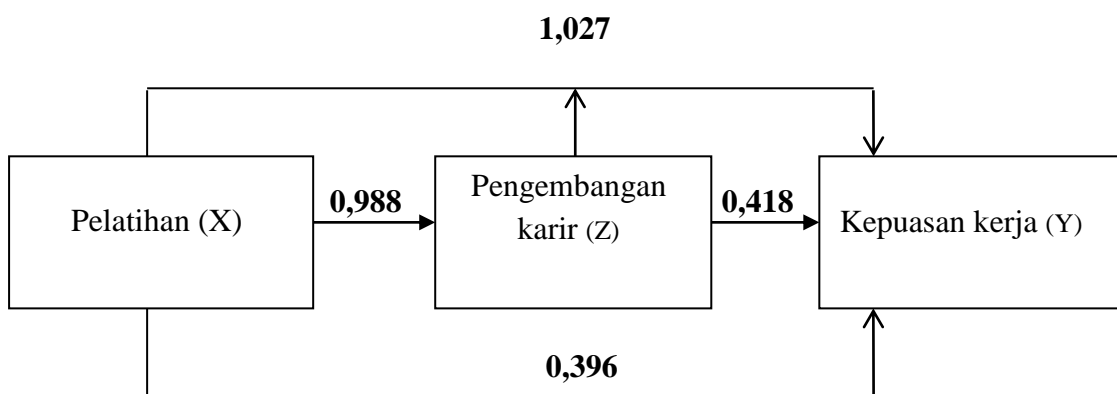 1,027
Pelatihan (X)
0,988
Pengembangan
karir (Z)
0,418
Kepuasan kerja (Y)
0,396